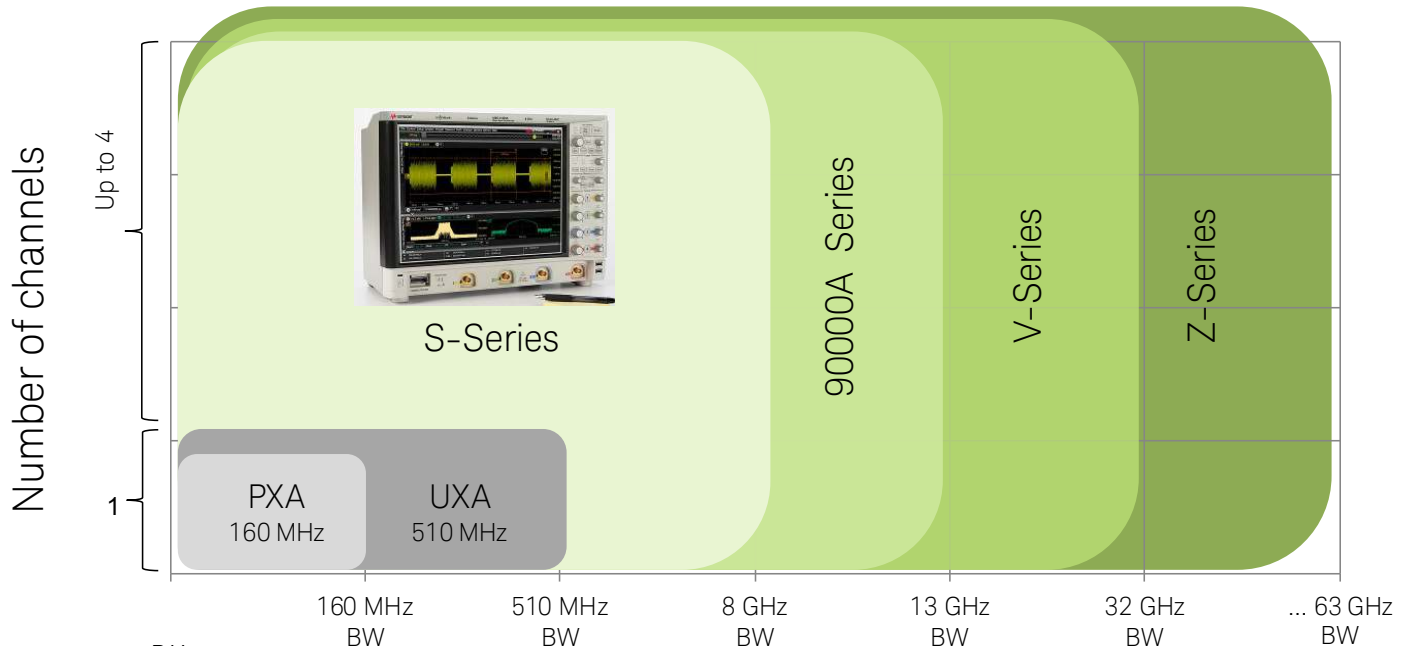 Number of channels
Up to 4
1
S-Series
90000A Series
V-Series
Z-Series
PXA
160 MHz
UXA
510 MHz
160 MHz
BW
510 MHz
BW
8 GHz
BW
13 GHz
BW
32 GHz
BW
... 63 GHz
BW